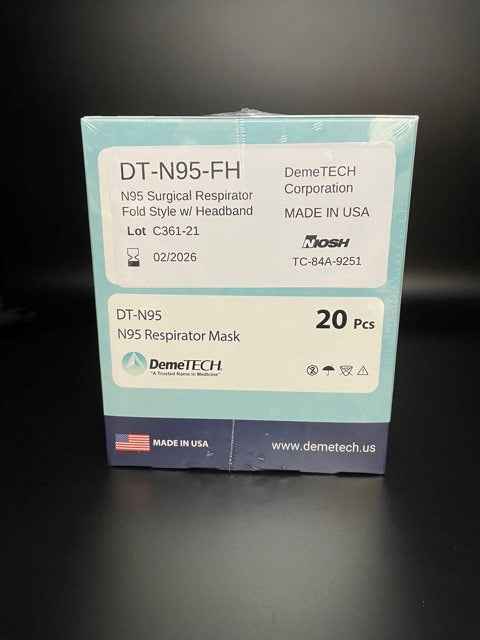 DT-N95-FH
N95 Surgical Respirator
Fold Style w/ Headband
Lot C361-21
02/2026
DemeTECH
Corporation
MADE IN USA
NIOSH
TC-84A-9251
DT-N95
N95 Respirator Mask
20 Pcs
DemeTECH
"A Trusted Name in Medicine"
MADE IN USA
www.demetech.us